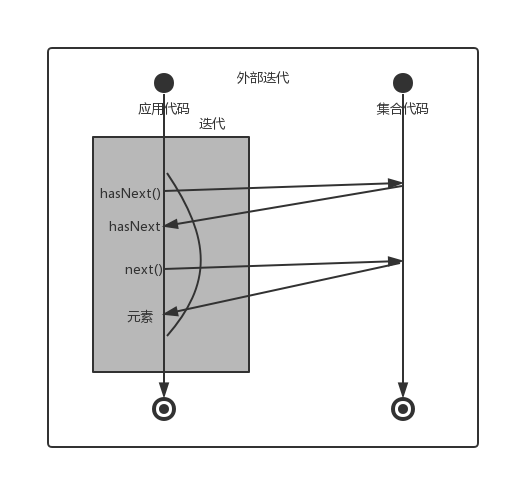 外部迭代
应用代码
集合代码
迭代
hasNext()
hasNext
next()
元素